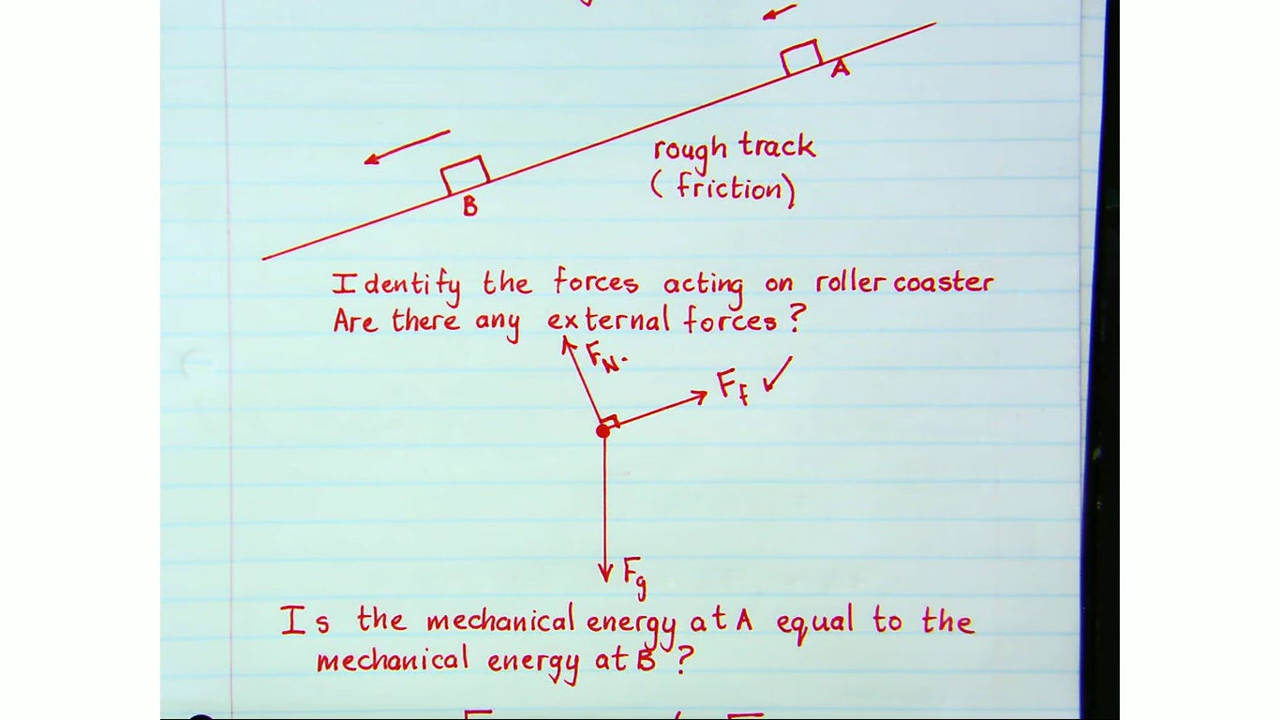 A
rough track
(friction)
B
Identify the forces acting on roller coaster
Are there any external forces?
FN.
Ff ✓
Fg
Is the mechanical energy at A equal to the
mechanical energy at B?